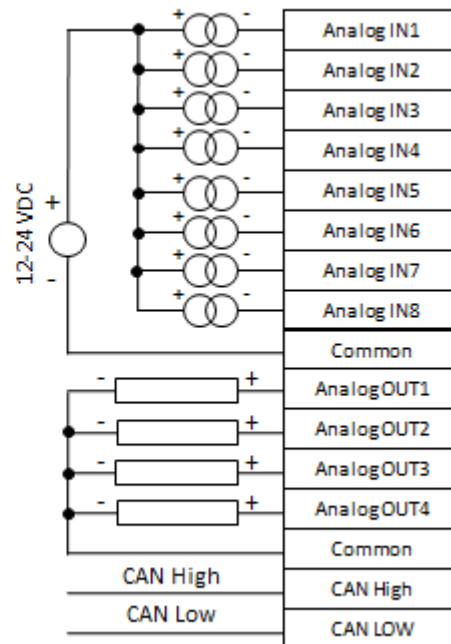 + - Analog IN1
+ - Analog IN2
+ - Analog IN3
+ - Analog IN4
+ - Analog IN5
+ - Analog IN6
+ - Analog IN7
+ - Analog IN8
12-24 VDC
+
-
Common
- + AnalogOUT1
- + AnalogOUT2
- + AnalogOUT3
- + AnalogOUT4
Common
CAN High CAN High
CAN Low CAN LOW